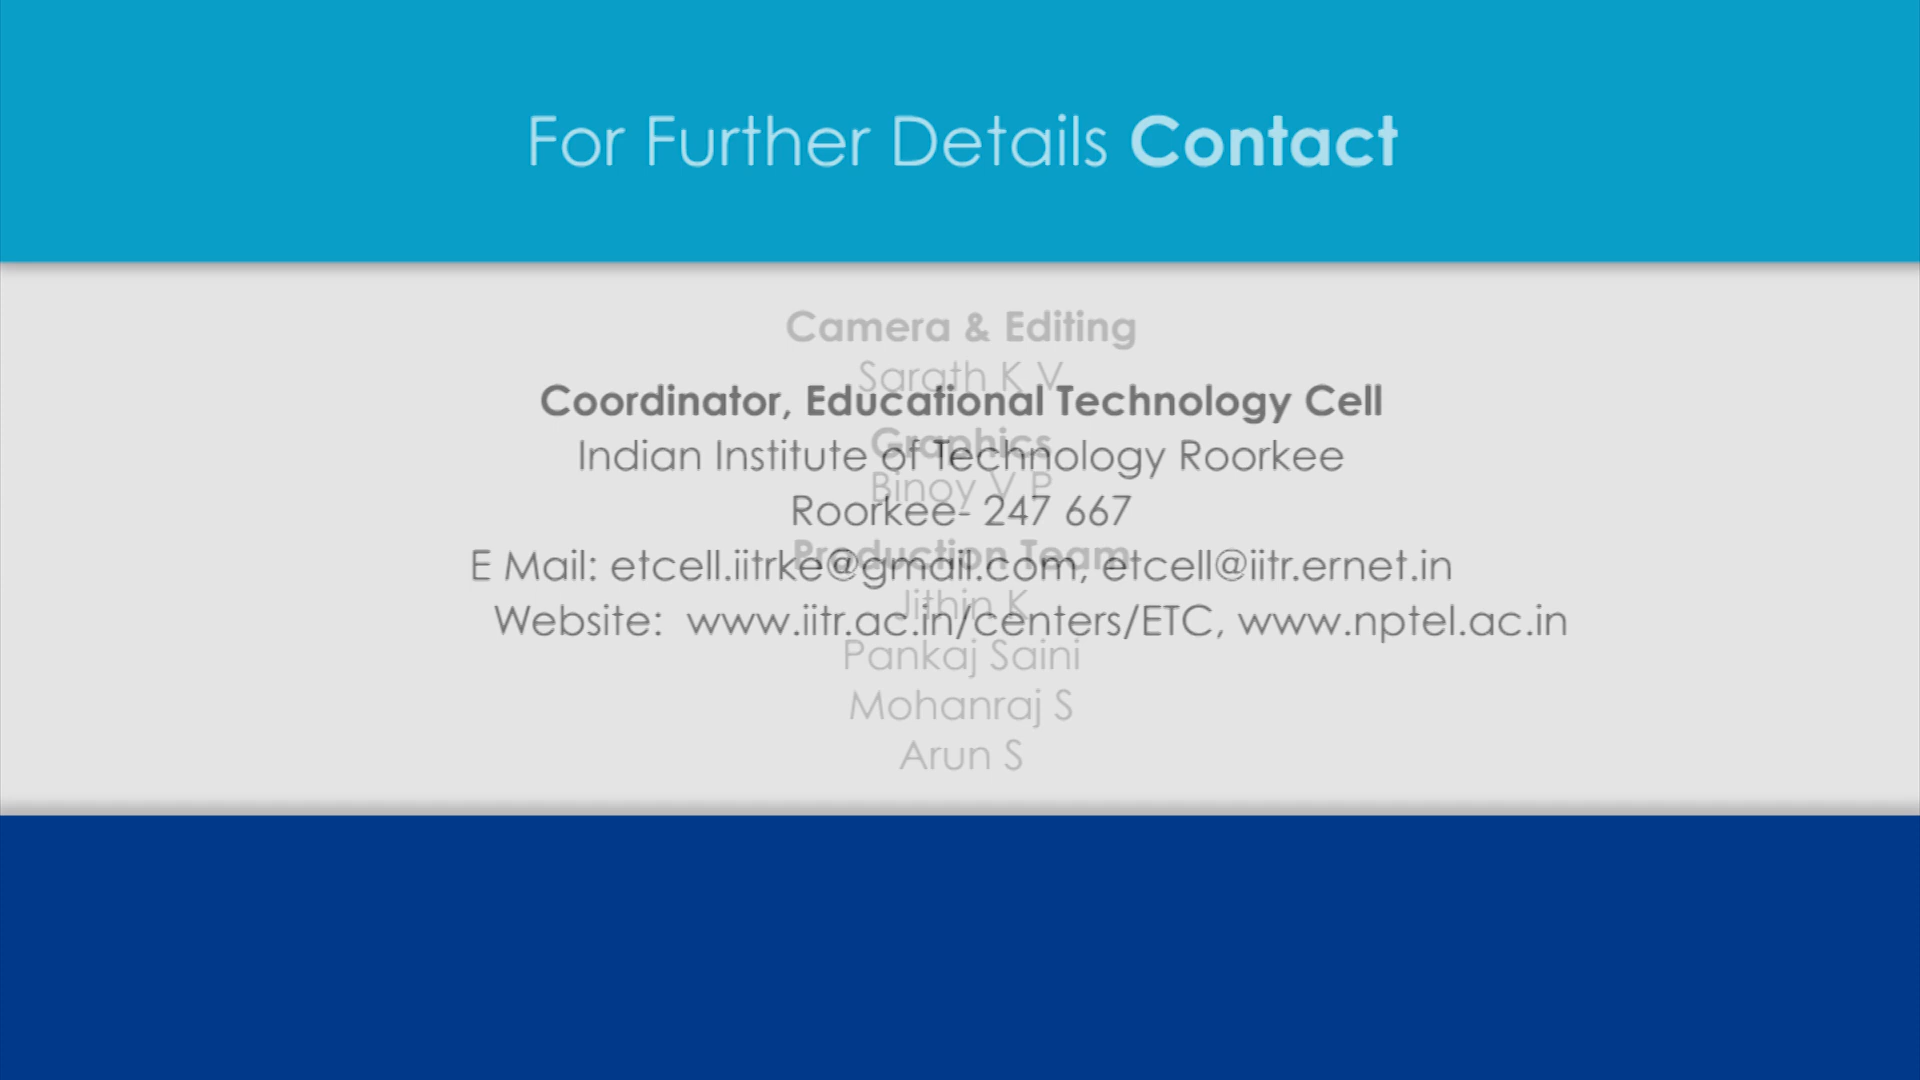 For Further Details Contact
Camera & Editing
Sarath K V
Coordinator, Educational Technology Cell
Graphics
Indian Institute of Technology Roorkee
Binoy V P
Roorkee- 247 667
Production Team
E Mail: etcell.iitrke@gmail.com, etcell@iitr.ernet.in
Jithin K
Website: www.iitr.ac.in/centers/ETC, www.nptel.ac.in
Pankaj Saini
Mohanraj S
Arun S